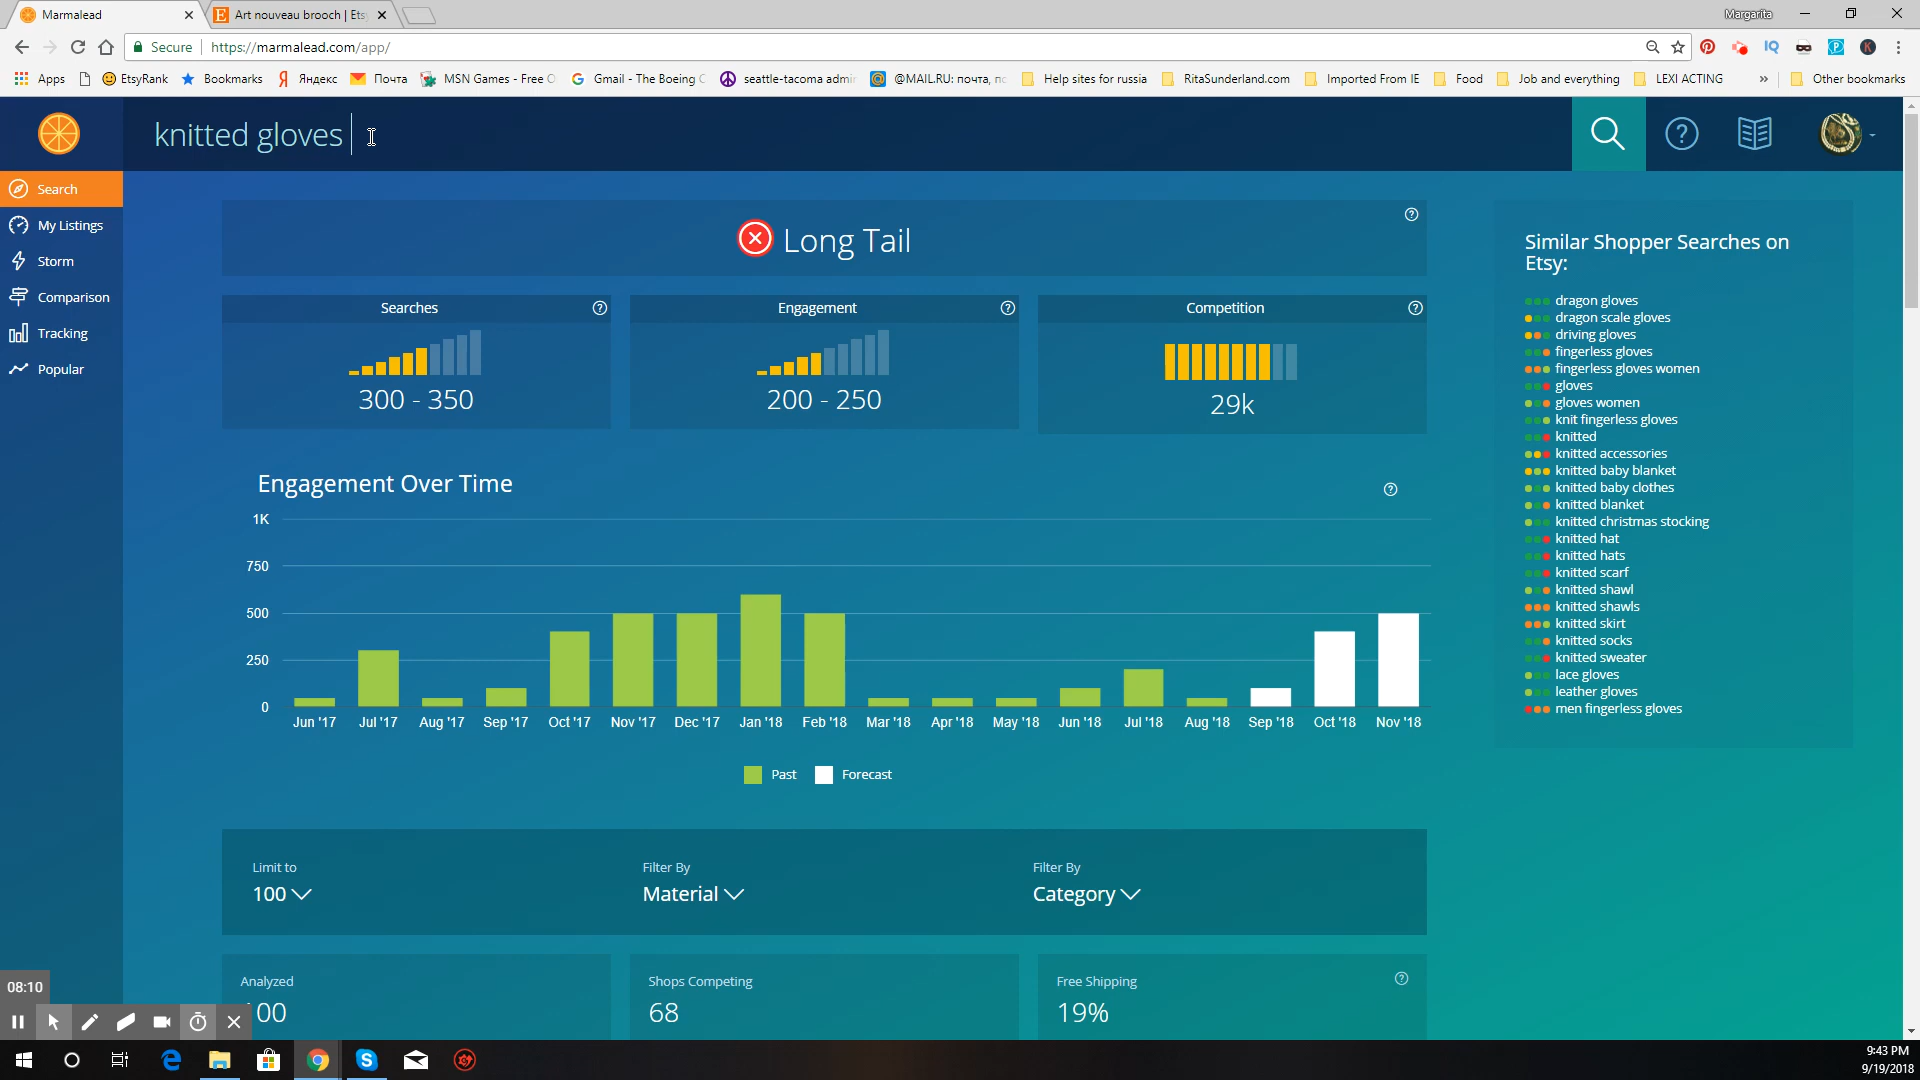 Marmalead
Art nouveau brooch | Ets
Margarita
Secure
https://marmalead.com/app/
Apps
EtsyRank
Bookmarks
Яндекс
Почта
MSN Games - Free O
Gmail - The Boeing C
seattle-tacoma admin
@MAIL.RU: почта, по
Help sites for russia
RitaSunderland.com
Imported From IE
Food
Job and everything
LEXI ACTING
»
Other bookmarks
knitted gloves
Search
My Listings
Storm
Comparison
Tracking
Popular
Long Tail
Searches
300 - 350
Engagement
200 - 250
Competition
29k
Engagement Over Time
1K
750
500
250
0
Jun '17 Jul '17 Aug '17 Sep '17 Oct '17 Nov '17 Dec '17 Jan '18 Feb '18 Mar '18 Apr '18 May '18 Jun '18 Jul '18 Aug '18 Sep '18 Oct '18 Nov '18
Past
Forecast
Limit to
100
Filter By
Material
Filter By
Category
Analyzed
00
Shops Competing
68
Free Shipping
19%
Similar Shopper Searches on
Etsy:
dragon gloves
dragon scale gloves
driving gloves
fingerless gloves
fingerless gloves women
gloves
gloves women
knit fingerless gloves
knitted
knitted accessories
knitted baby blanket
knitted baby clothes
knitted blanket
knitted christmas stocking
knitted hat
knitted hats
knitted scarf
knitted shawl
knitted shawls
knitted skirt
knitted socks
knitted sweater
lace gloves
leather gloves
men fingerless gloves
08:10
9:43 PM
9/19/2018